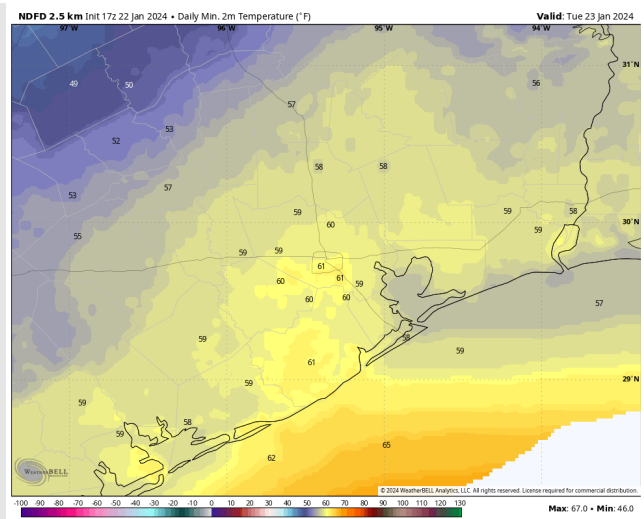 NDFD 2.5 km Init 17z 22 Jan 2024 • Daily Min. 2m Temperature (°F)
Valid: Tue 23 Jan 2024
97°W 96°W 95°W 94°W
31°N
49 50 56
57
53
52
58 58
57
53
59 59 58
60 30°N
55 59
59 59
61
60 61 59
60 60 57
59 58
59
61
59 29°N
59
58
59
65
62
WeatherBELL
© 2024 WeatherBELL Analytics, LLC. All rights reserved. License required for commercial distribution.
-100 -90 -80 -70 -60 -50 -40 -30 -20 -10 0 10 20 30 40 50 60 70 80 90 100 110 120 130
Max: 67.0 • Min: 46.0